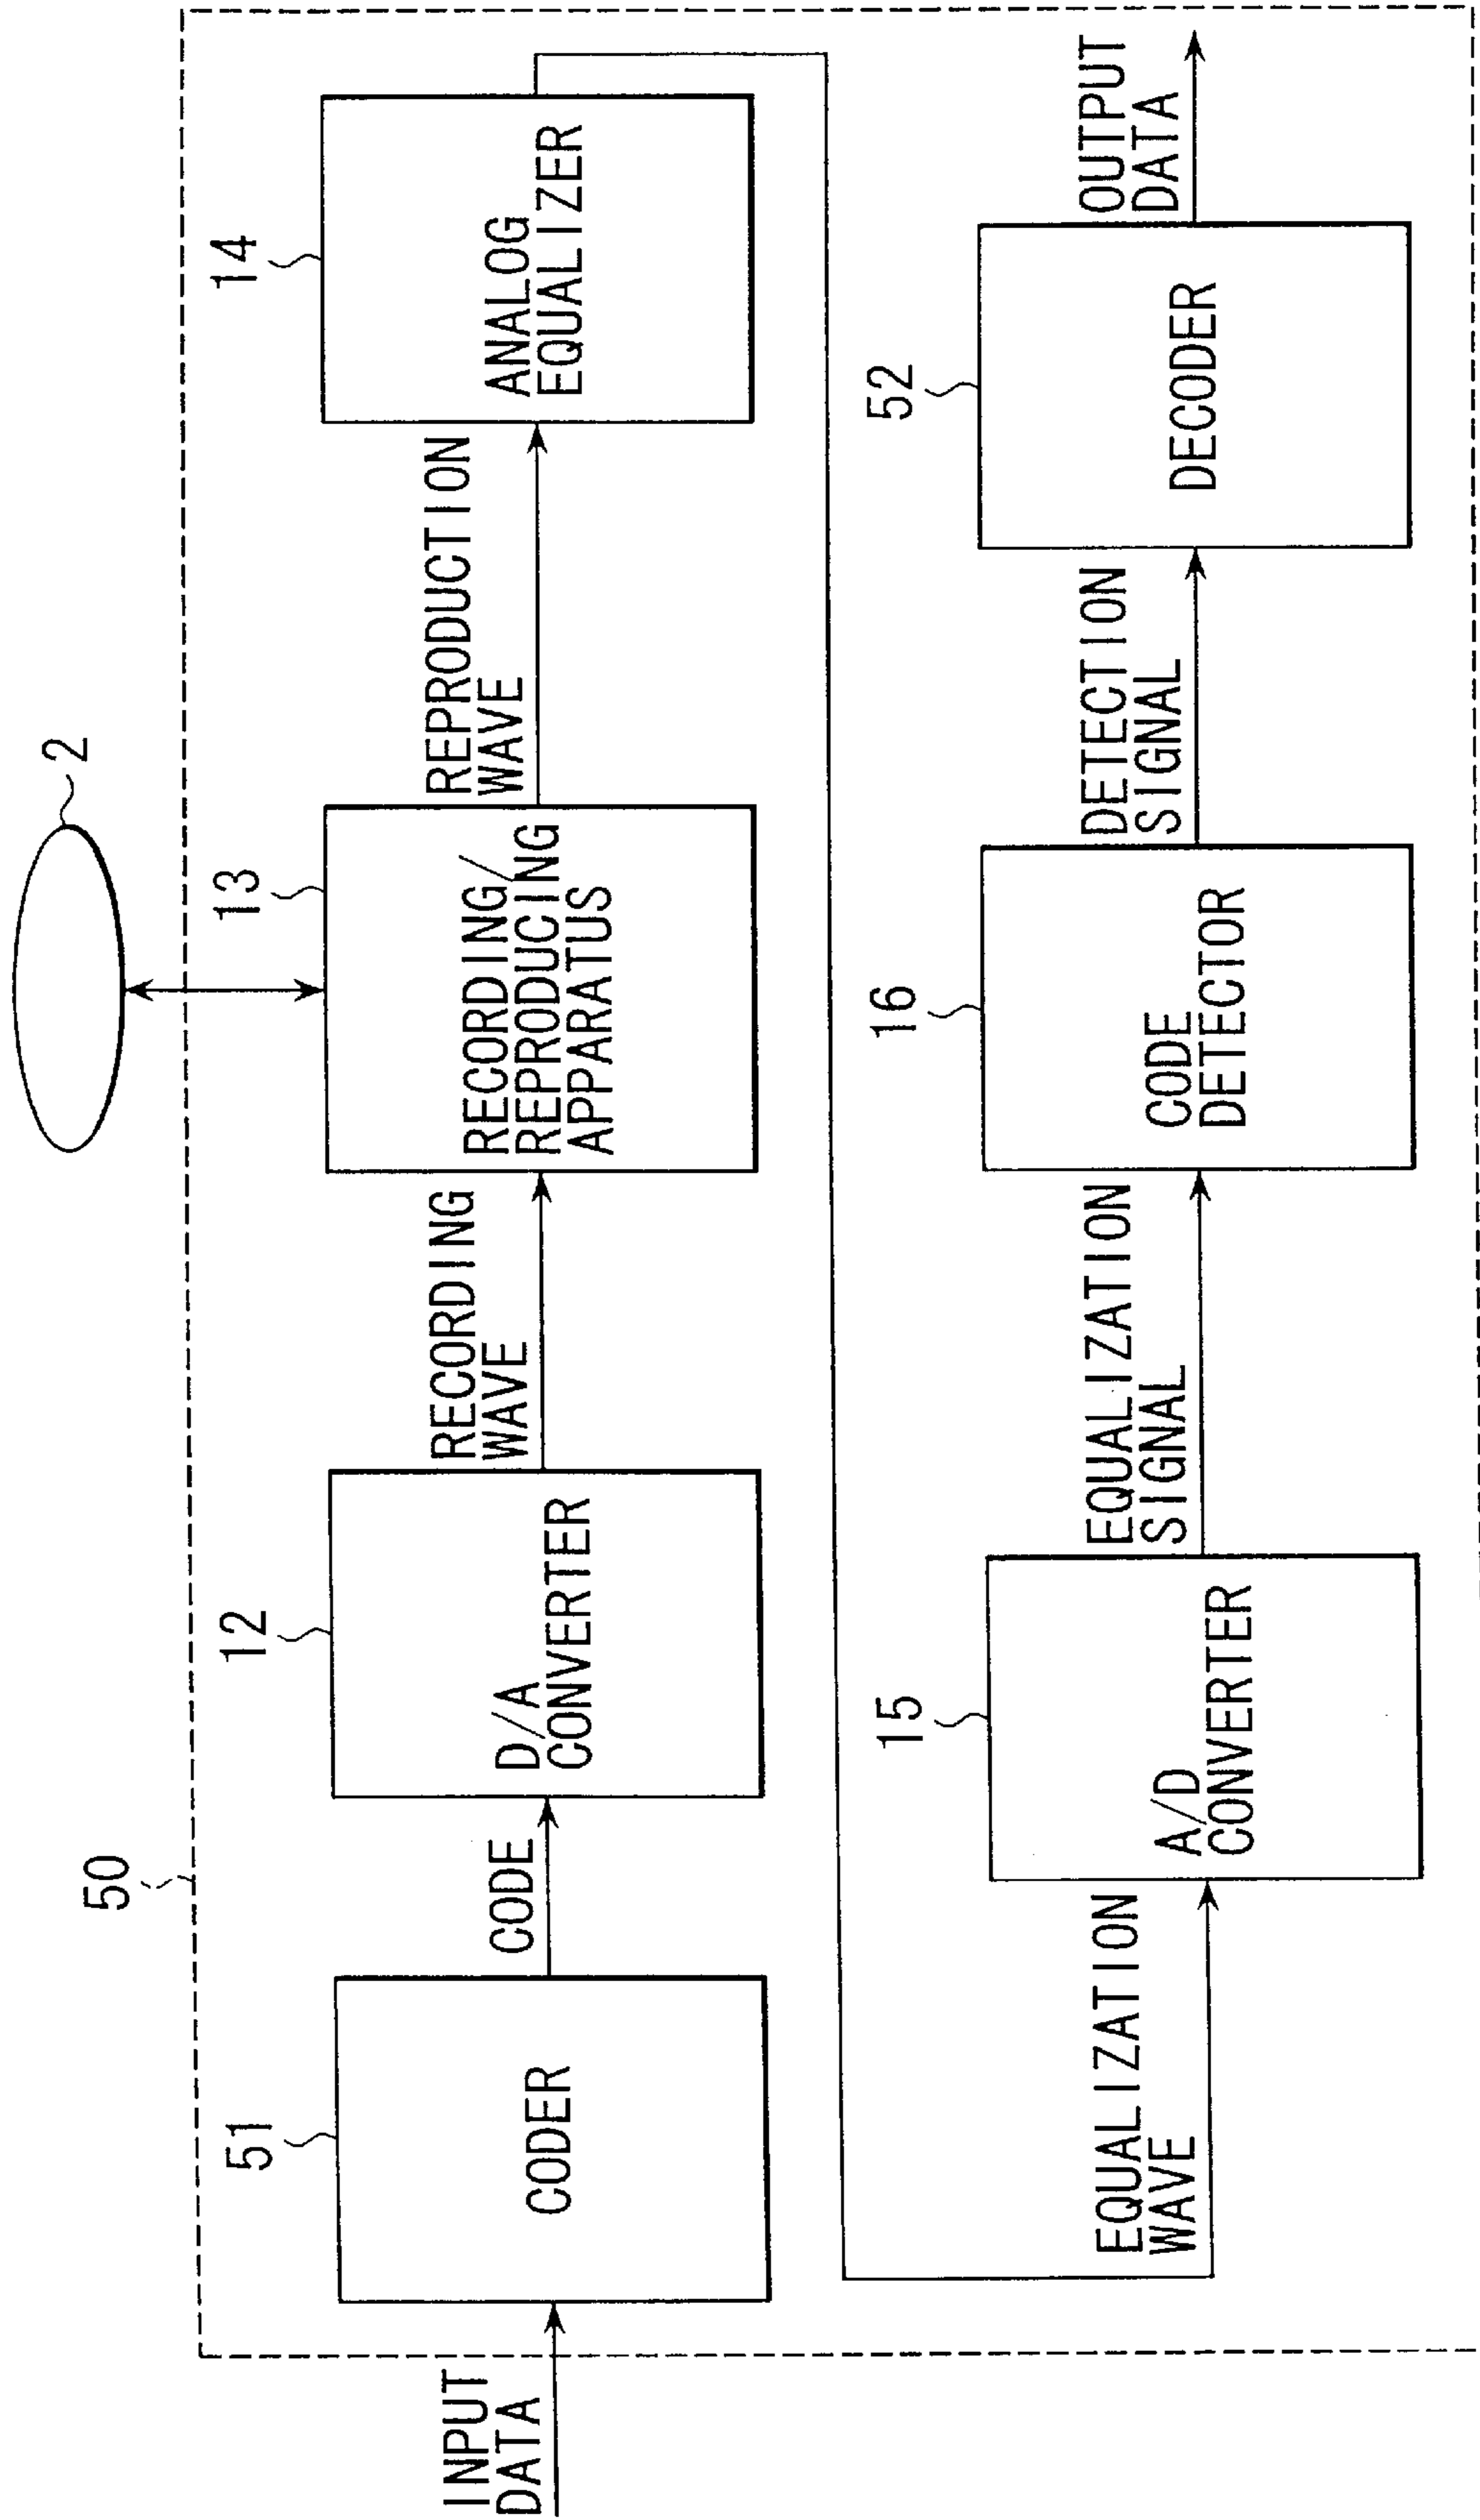 2
50
51
12
13
14
INPUT
DATA
CODER
CODE
D/A
CONVERTER
RECORDING
WAVE
RECORDING/
REPRODUCING
APPARATUS
REPRODUCTION
WAVE
ANALOG
EQUALIZER
15
16
52
EQUALIZATION
WAVE
A/D
CONVERTER
EQUALIZATION
SIGNAL
CODE
DETECTOR
DETECTION
SIGNAL
DECODER
OUTPUT
DATA